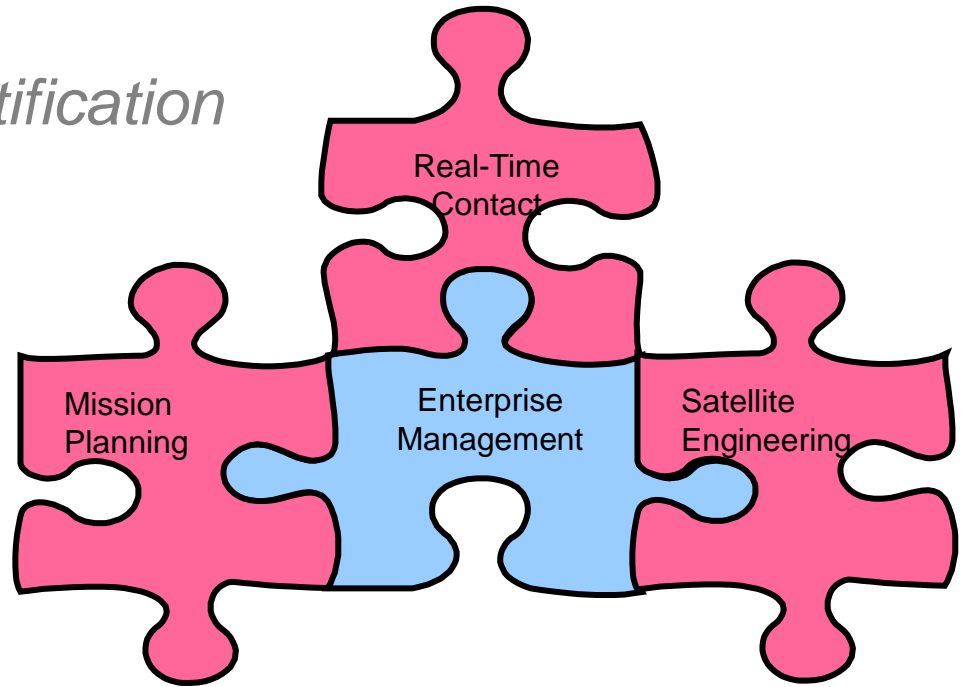 tification
Real-Time
Contact
Mission
Planning
Enterprise
Management
Satellite
Engineering